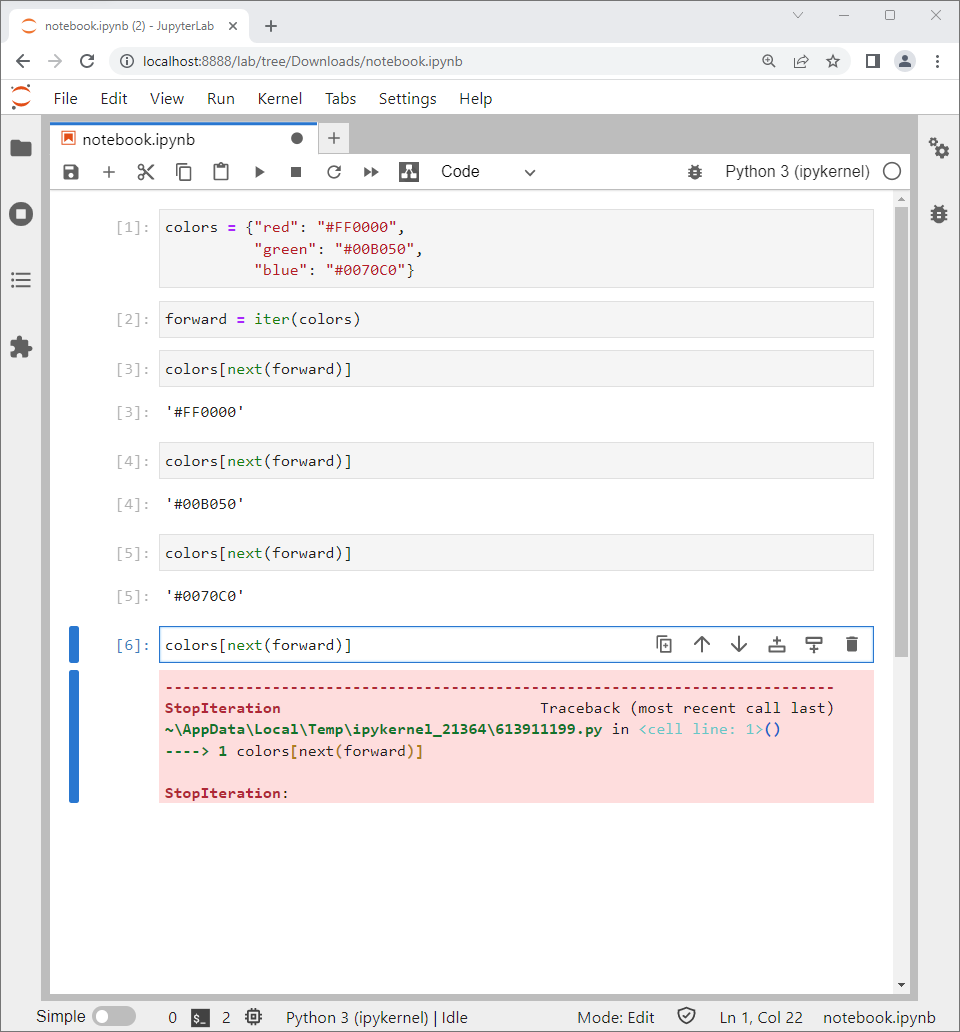 notebook.ipynb (2) - JupyterLab
localhost:8888/lab/tree/Downloads/notebook.ipynb
File Edit View Run Kernel Tabs Settings Help
notebook.ipynb
Code Python 3 (ipykernel)
[1]: colors = {"red": "#FF0000",
"green": "#00B050",
"blue": "#0070C0"}
[2]: forward = iter(colors)
[3]: colors[next(forward)]
[3]: '#FF0000'
[4]: colors[next(forward)]
[4]: '#00B050'
[5]: colors[next(forward)]
[5]: '#0070C0'
[6]: colors[next(forward)]
---------------------------------------------------------------------------
StopIteration Traceback (most recent call last)
~\AppData\Local\Temp\ipykernel_21364\613911199.py in <cell line: 1>()
----> 1 colors[next(forward)]
StopIteration:
Simple 0 $_ 2 Python 3 (ipykernel) | Idle Mode: Edit Ln 1, Col 22 notebook.ipynb